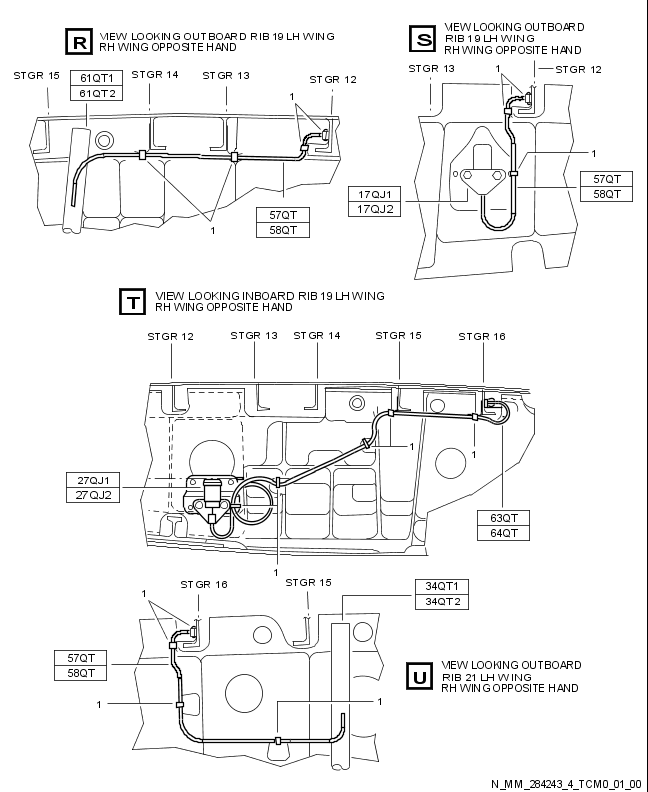 R
VIEW LOOKING OUTBOARD RIB 19 LH WING
RH WING OPPOSITE HAND
STGR 15
61QT1
61QT2
STGR 14
STGR 13
STGR 12
1
1
57QT
58QT
S
VIEW LOOKING OUTBOARD
RIB 19 LH WING
RH WING OPPOSITE HAND
STGR 13
1
STGR 12
1
17QJ1
17QJ2
57QT
58QT
T
VIEW LOOKING INBOARD RIB 19 LH WING
RH WING OPPOSITE HAND
STGR 12
STGR 13
STGR 14
STGR 15
STGR 16
1
1
27QJ1
27QJ2
63QT
64QT
1
STGR 16
STGR 15
34QT1
34QT2
1
57QT
58QT
1
1
U
VIEW LOOKING OUTBOARD
RIB 21 LH WING
RH WING OPPOSITE HAND
N_MM_284243_4_TCM0_01_00